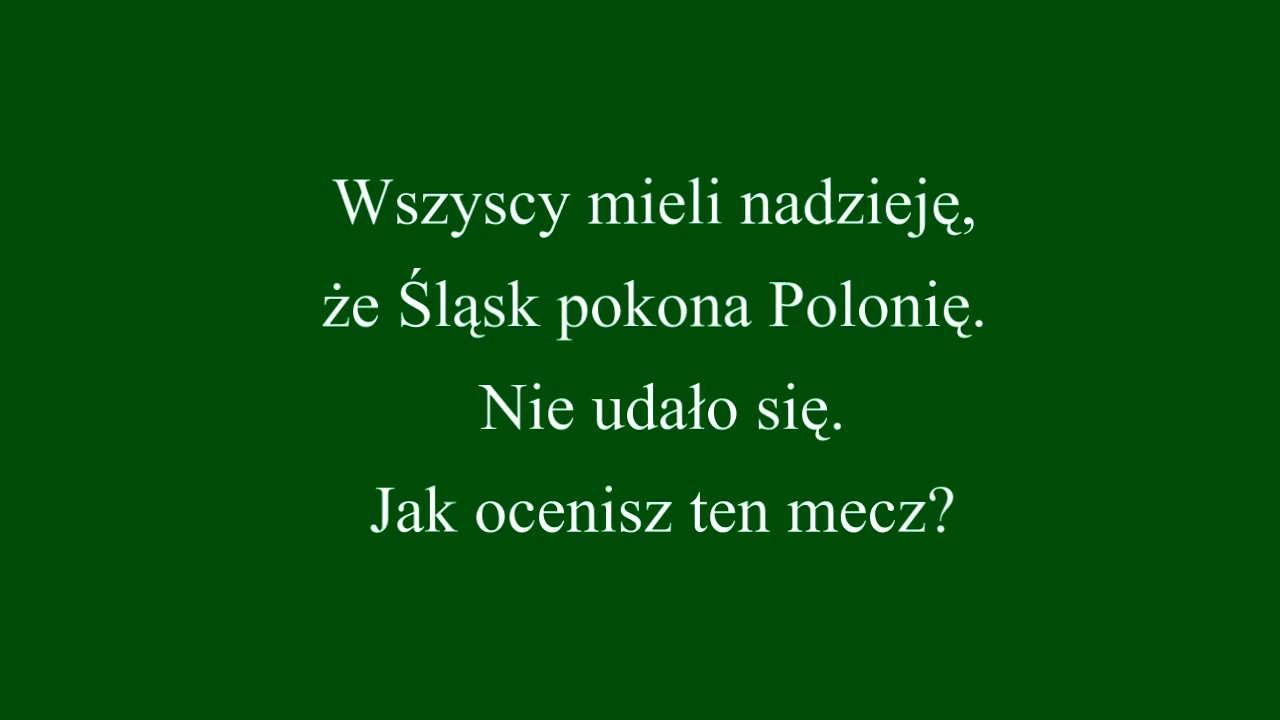 Wszyscy mieli nadzieję,
że Śląsk pokona Polonię.
Nie udało się.
Jak ocenisz ten mecz?